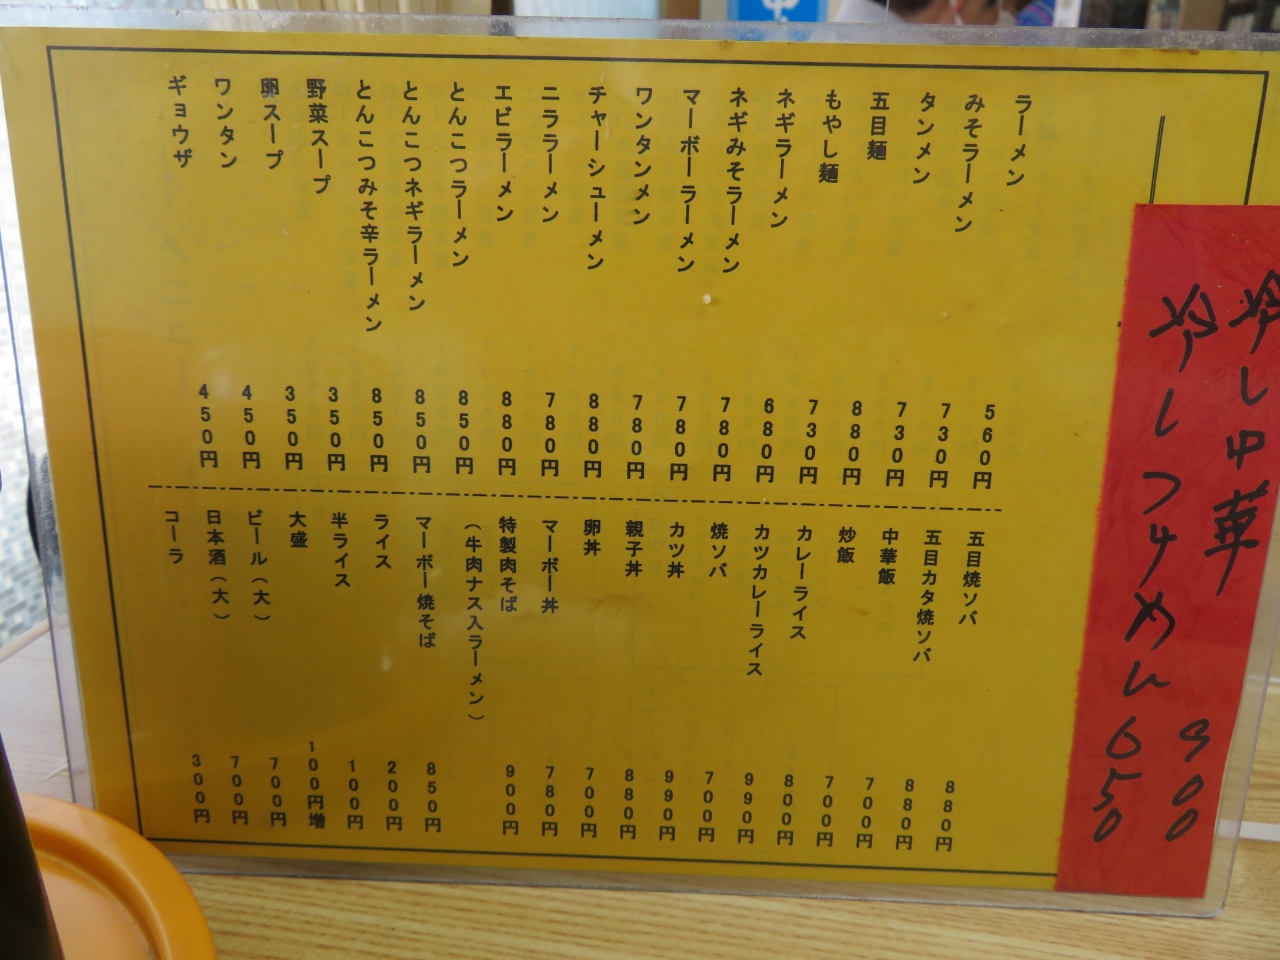 冷し中華 900
冷しつけめん 650
ラーメン 560円
みそラーメン 730円
タンメン 730円
五目麺 880円
もやし麺 730円
ネギラーメン 680円
ネギみそラーメン 780円
マーボーラーメン 780円
ワンタンメン 780円
チャーシューメン 880円
ニララーメン 780円
エビラーメン 880円
とんこつラーメン 850円
とんこつネギラーメン 850円
とんこつみそ辛ラーメン 850円
野菜スープ 350円
卵スープ 350円
ワンタン 450円
ギョウザ 450円
五目焼ソバ 880円
五目カタ焼ソバ 880円
中華飯 700円
炒飯 700円
カレーライス 800円
カツカレーライス 990円
焼ソバ 700円
カツ丼 990円
親子丼 880円
卵丼 700円
マーボー丼 780円
特製肉そば 900円
（牛肉ナス入ラーメン）
マーボー焼そば 850円
ライス 200円
半ライス 100円
大盛 100円増
ビール（大） 700円
日本酒（大） 700円
コーラ 300円